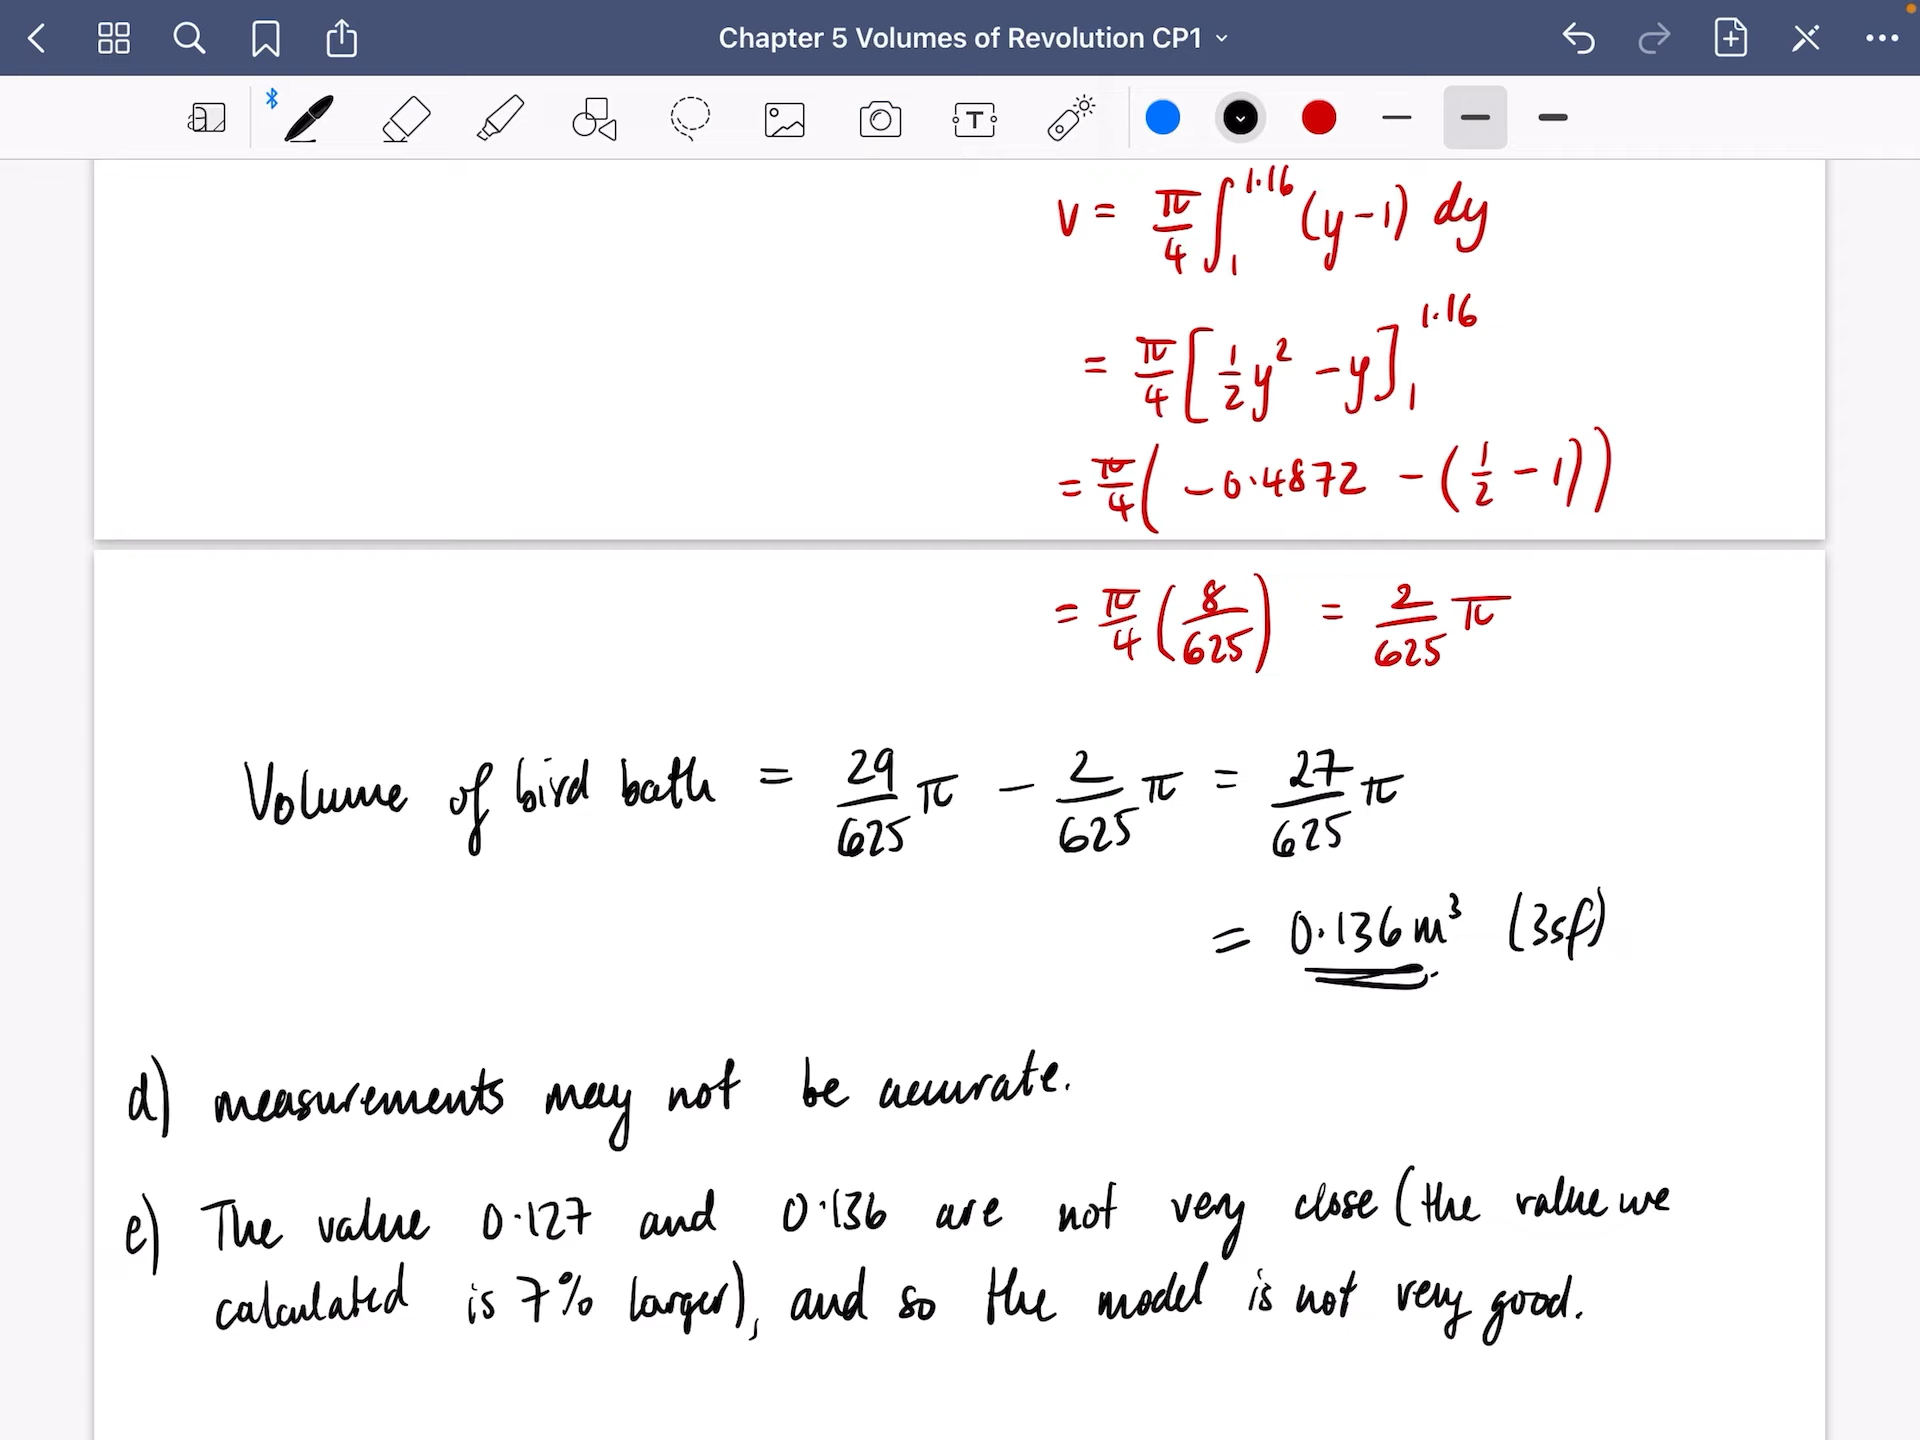 Chapter 5 Volumes of Revolution CP1
V = π/4 ∫₁^1.16 (y-1) dy
= π/4 [½y² - y]₁^1.16
= π/4 ( -0.4872 - (½ - 1))
= π/4 (8/625) = 2/625 π
Volume of bird bath = 29/625 π - 2/625 π = 27/625 π
= 0.136 m³ (3sf)
d) measurements may not be accurate.
e) The value 0.127 and 0.136 are not very close (the value we
calculated is 7% larger), and so the model is not very good.